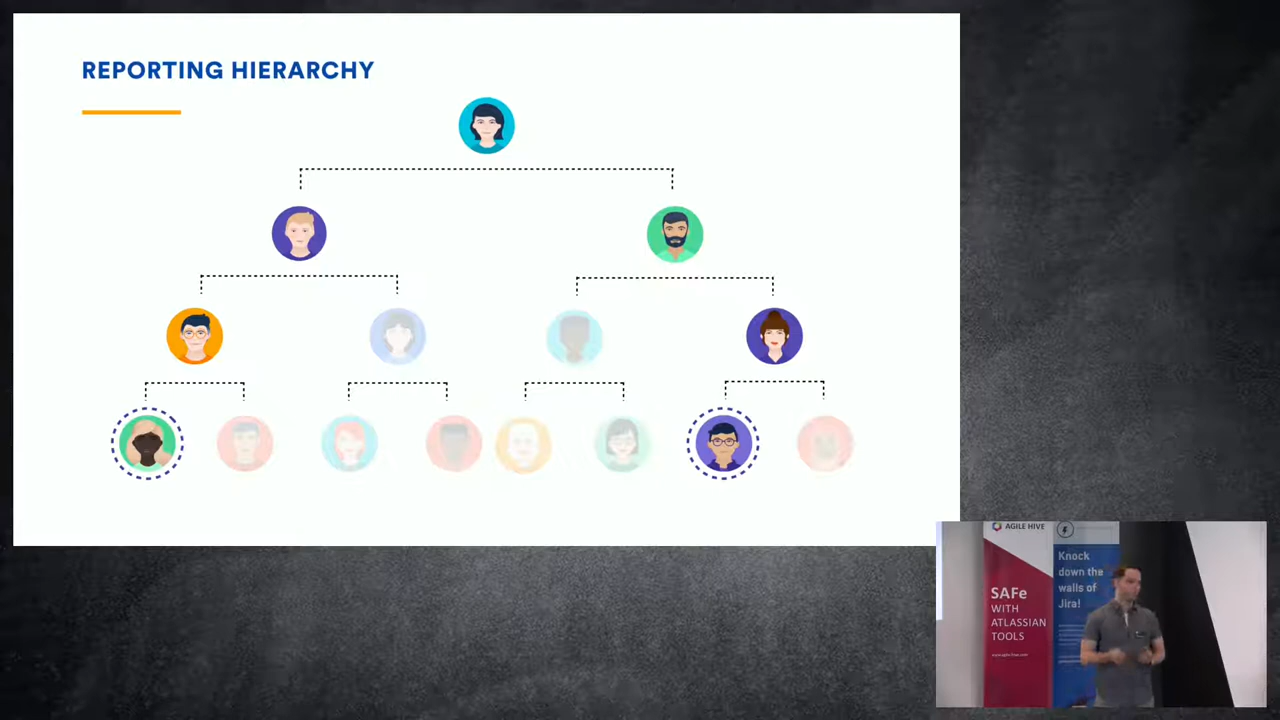 REPORTING HIERARCHY
AGILE HIVE
SAFe
WITH
ATLASSIAN
TOOLS
Knock
down the
walls of
Jira!